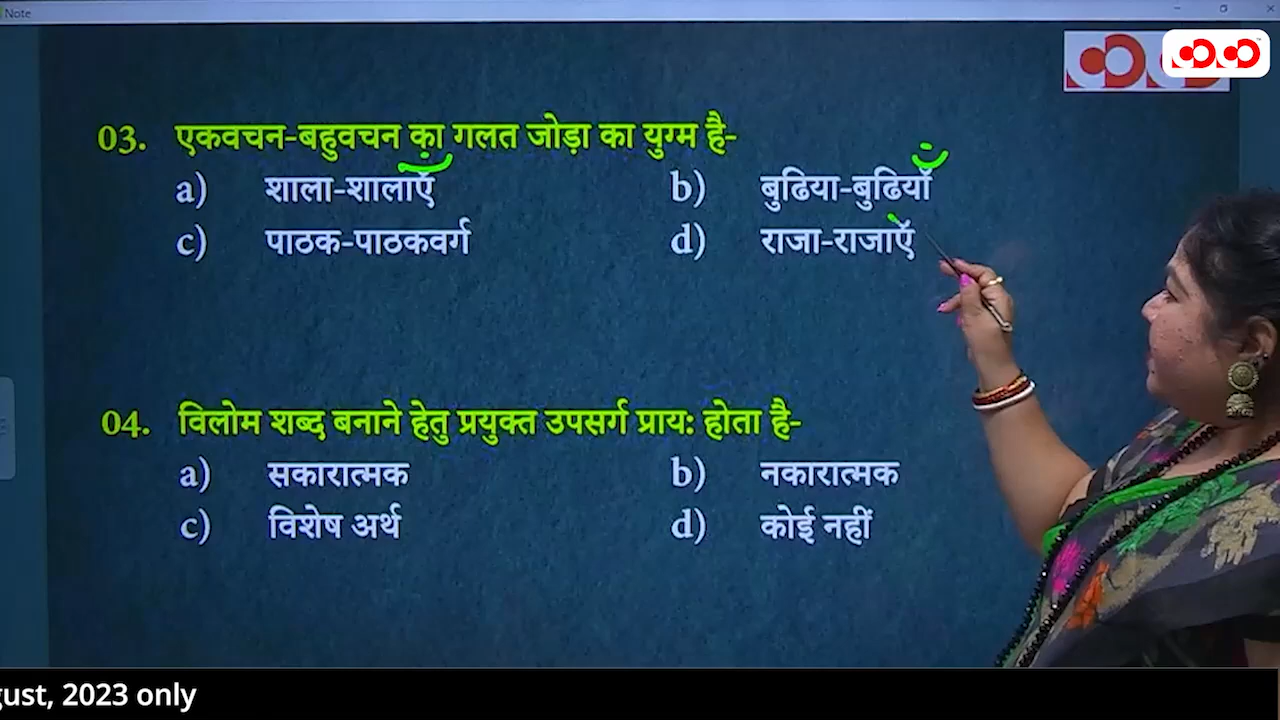 Note
03. एकवचन-बहुवचन का गलत जोड़ा का युग्म है-
a) शाला-शालाऍ b) बुढिया-बुढियॉ
c) पाठक-पाठकवर्ग d) राजा-राजाऍ
04. विलोम शब्द बनाने हेतु प्रयुक्त उपसर्ग प्राय: होता है-
a) सकारात्मक b) नकारात्मक
c) विशेष अर्थ d) कोई नहीं
gust, 2023 only